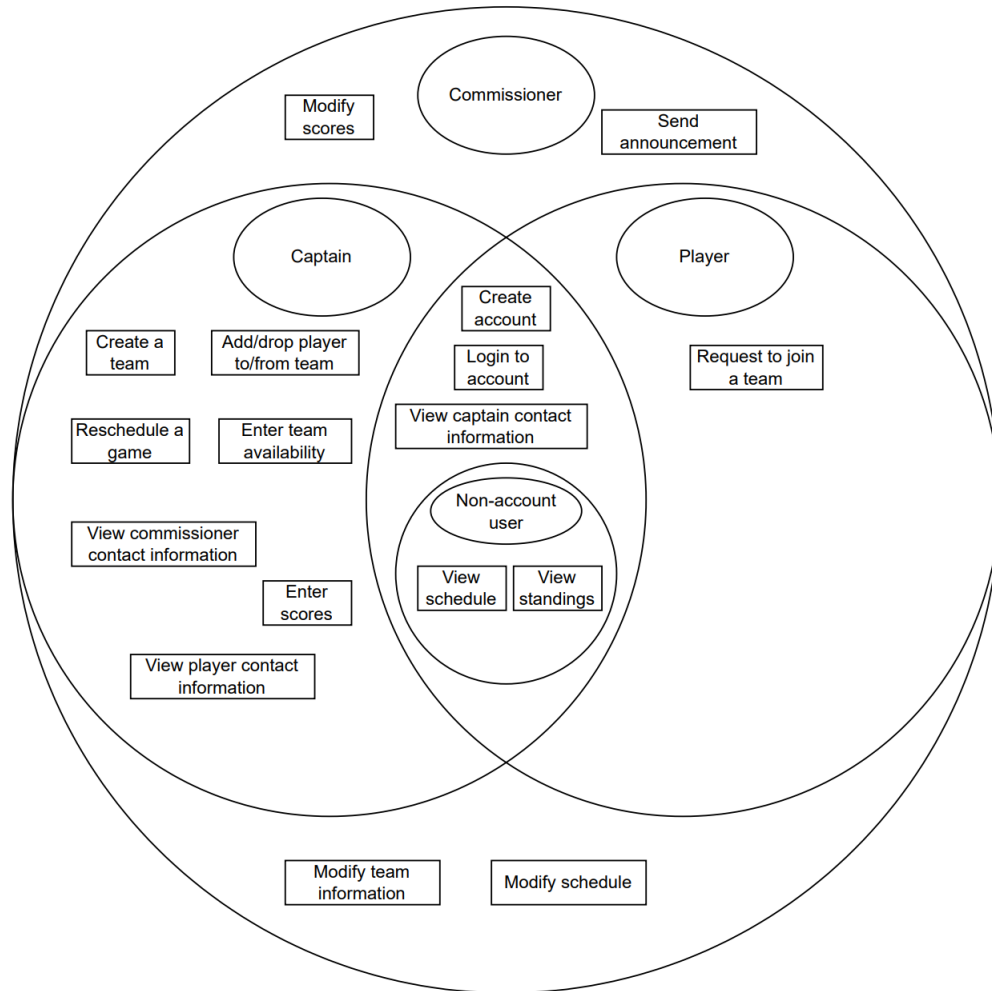 Commissioner
Modify
scores
Send
announcement
Captain
Player
Create
account
Create a
team
Add/drop player
to/from team
Login to
account
Request to join
a team
View captain contact
information
Reschedule a
game
Enter team
availability
Non-account
user
View commissioner
contact information
View
schedule
View
standings
Enter
scores
View player contact
information
Modify team
information
Modify schedule